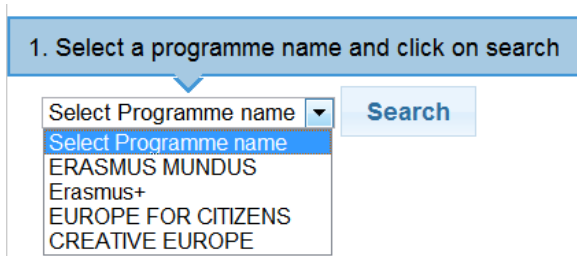 1. Select a programme name and click on search
Select Programme name Search
Select Programme name
ERASMUS MUNDUS
Erasmus+
EUROPE FOR CITIZENS
CREATIVE EUROPE